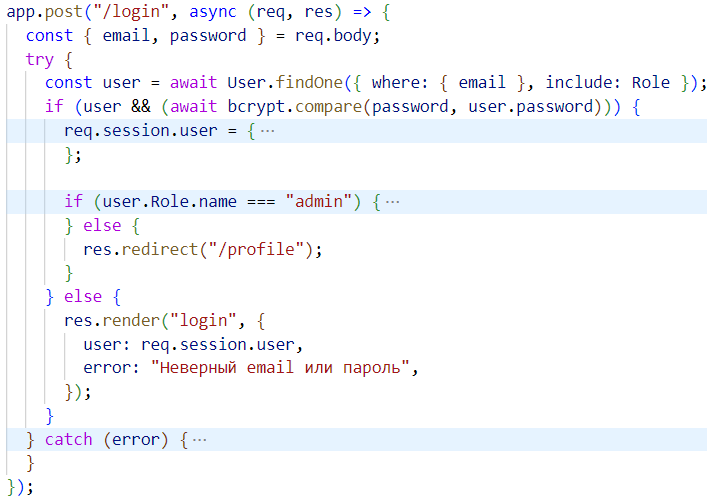 app.post("/login", async (req, res) => {
  const { email, password } = req.body;
  try {
    const user = await User.findOne({ where: { email }, include: Role });
    if (user && (await bcrypt.compare(password, user.password))) {
      req.session.user = { ···
      };

      if (user.Role.name === "admin") { ···
      } else {
        res.redirect("/profile");
      }
    } else {
      res.render("login", {
        user: req.session.user,
        error: "Неверный email или пароль",
      });
    }
  } catch (error) { ···
  }
});